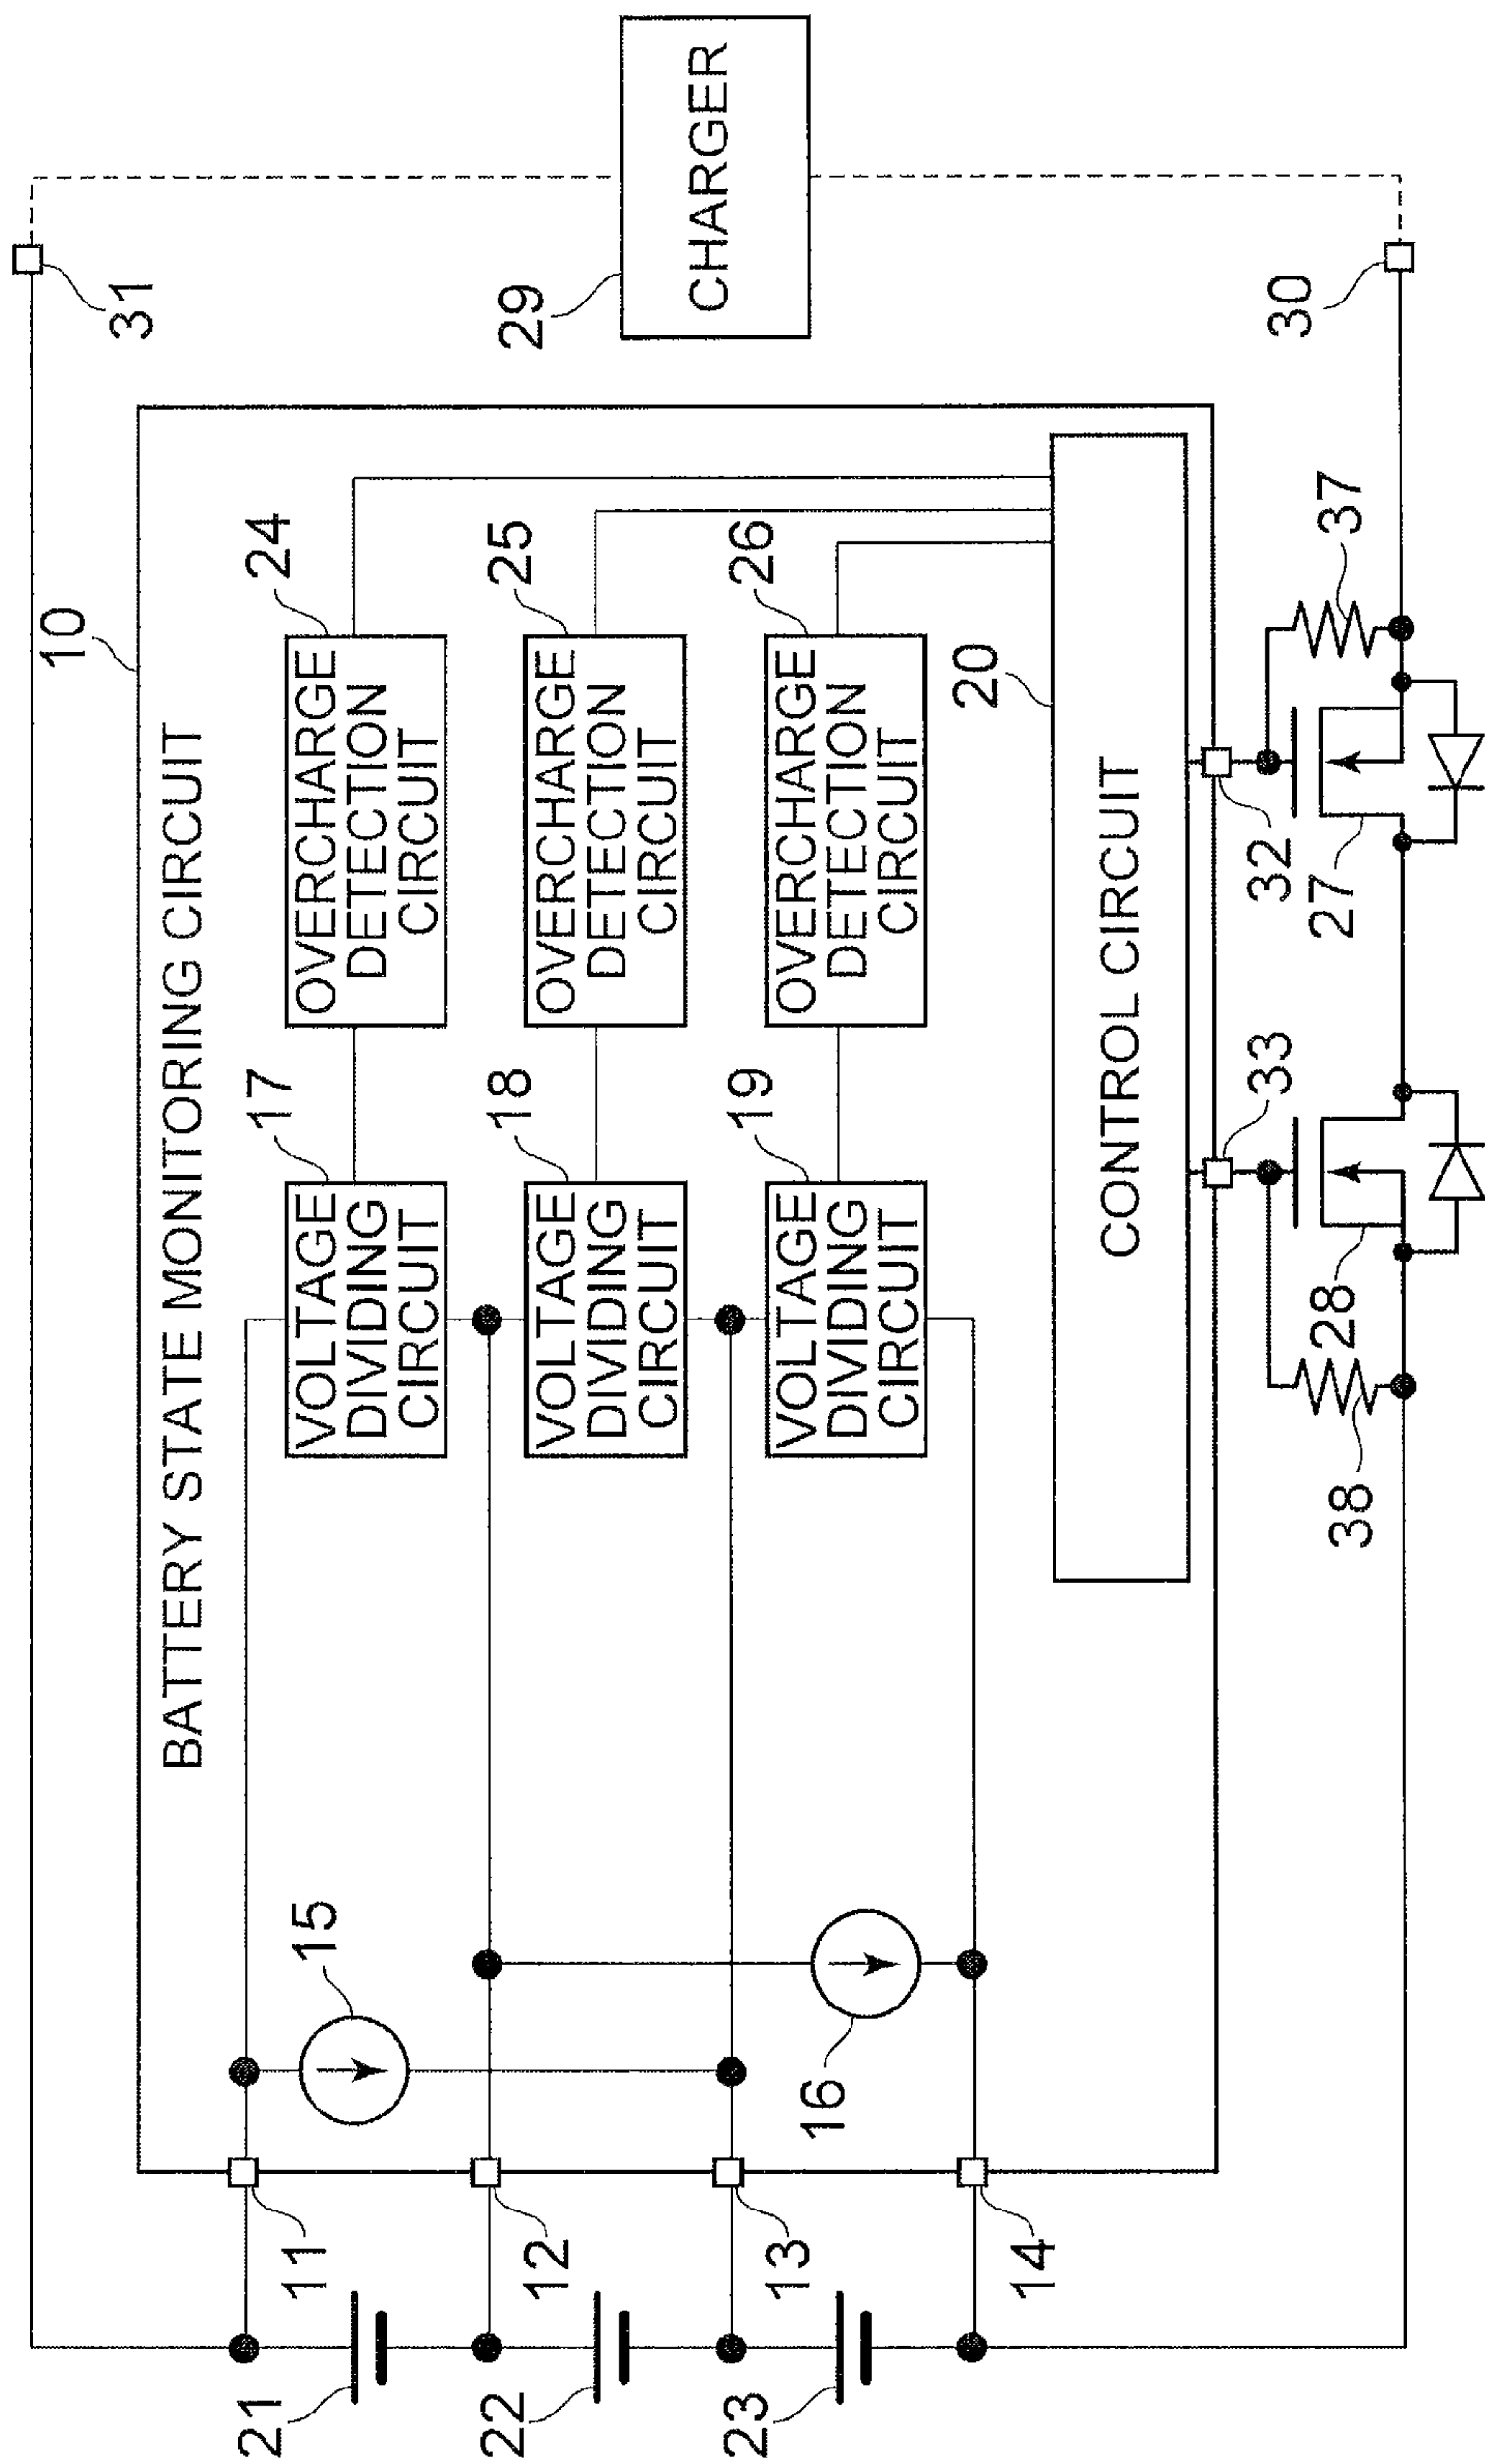 31
29
CHARGER
30
10
BATTERY STATE MONITORING CIRCUIT
11
12
13
14
15
16
21
22
23
17
VOLTAGE
DIVIDING
CIRCUIT
24
OVERCHARGE
DETECTION
CIRCUIT
18
VOLTAGE
DIVIDING
CIRCUIT
25
OVERCHARGE
DETECTION
CIRCUIT
19
VOLTAGE
DIVIDING
CIRCUIT
26
OVERCHARGE
DETECTION
CIRCUIT
20
CONTROL CIRCUIT
33
32
38
28
27
37